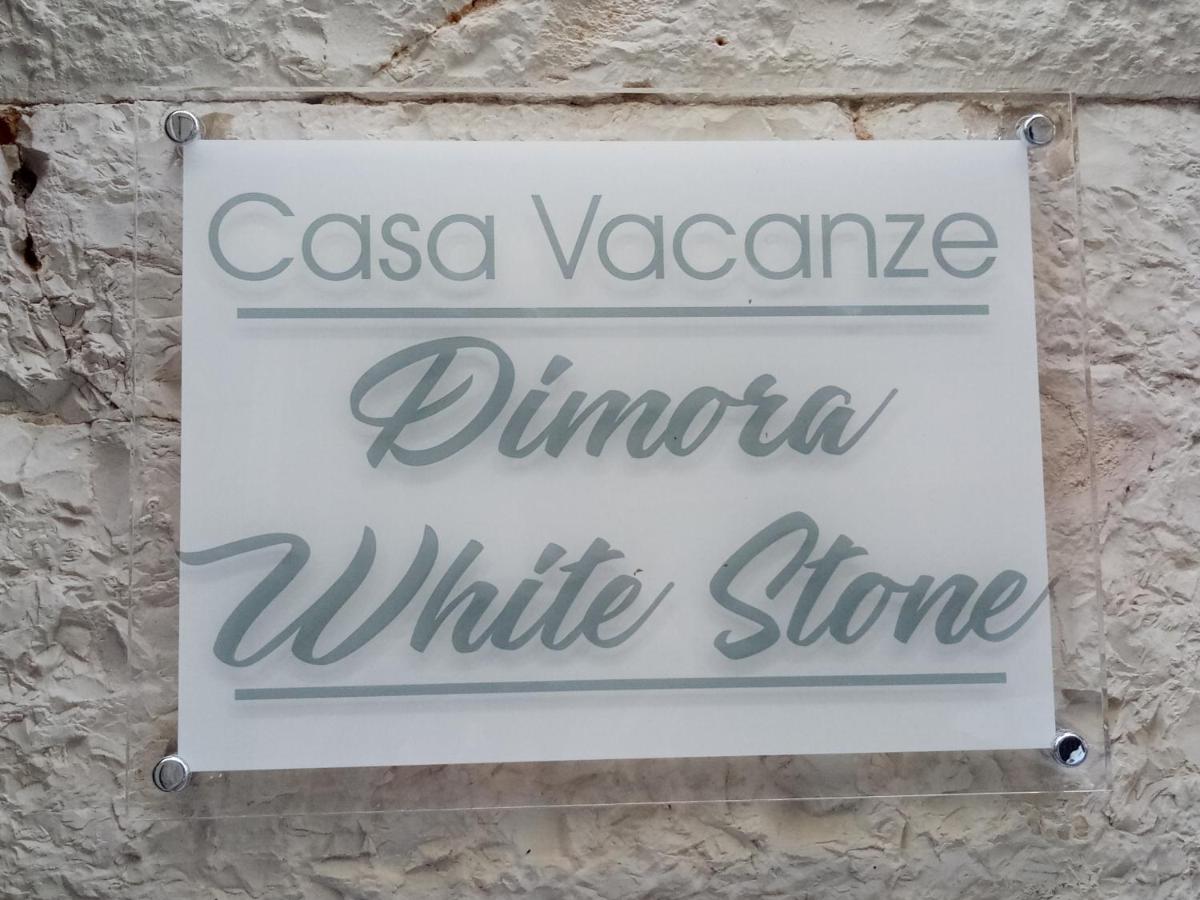 Casa Vacanze
Dimora
White Stone